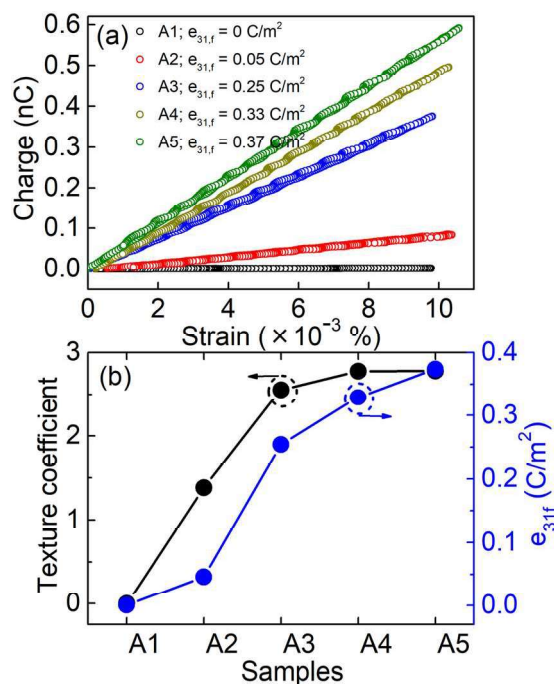 (a)
A1; e31,f = 0 C/m²
A2; e31,f = 0.05 C/m²
A3; e31,f = 0.25 C/m²
A4; e31,f = 0.33 C/m²
A5; e31,f = 0.37 C/m²
0.6
0.5
0.4
0.3
0.2
0.1
0.0
Charge (nC)
0 2 4 6 8 10
Strain (×10⁻³ %)
(b)
3
2
1
0
Texture coefficient
0.4
0.3
0.2
0.1
0.0
e31f (C/m²)
A1 A2 A3 A4 A5
Samples